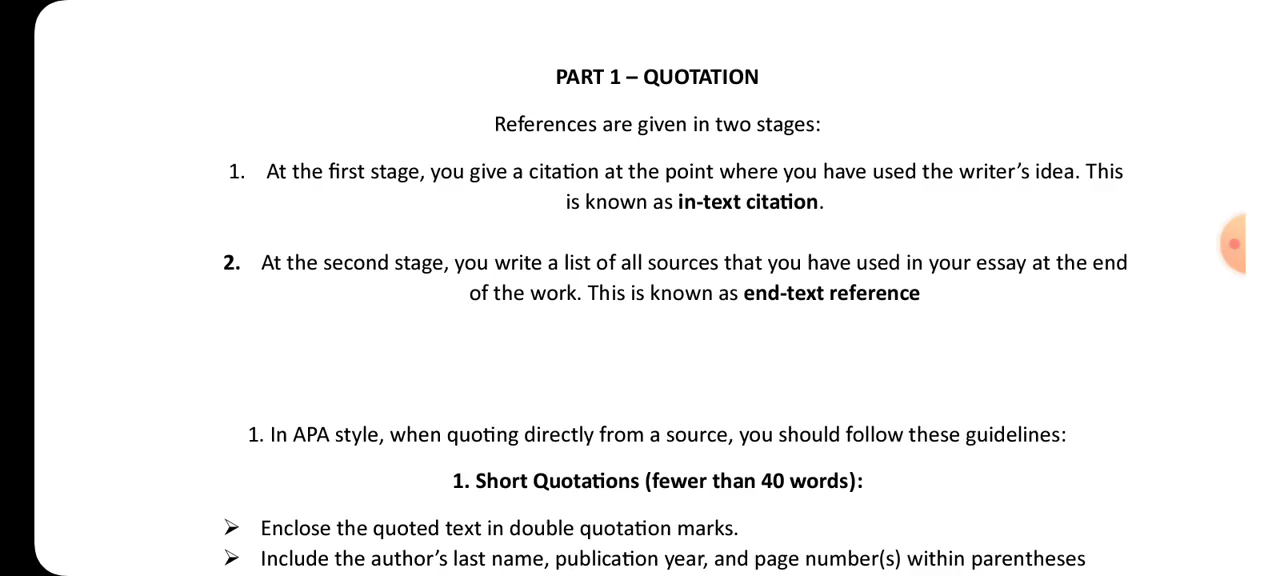 PART 1 – QUOTATION
References are given in two stages:
1. At the first stage, you give a citation at the point where you have used the writer’s idea. This
is known as in-text citation.
2. At the second stage, you write a list of all sources that you have used in your essay at the end
of the work. This is known as end-text reference
1. In APA style, when quoting directly from a source, you should follow these guidelines:
1. Short Quotations (fewer than 40 words):
➢ Enclose the quoted text in double quotation marks.
➢ Include the author’s last name, publication year, and page number(s) within parentheses